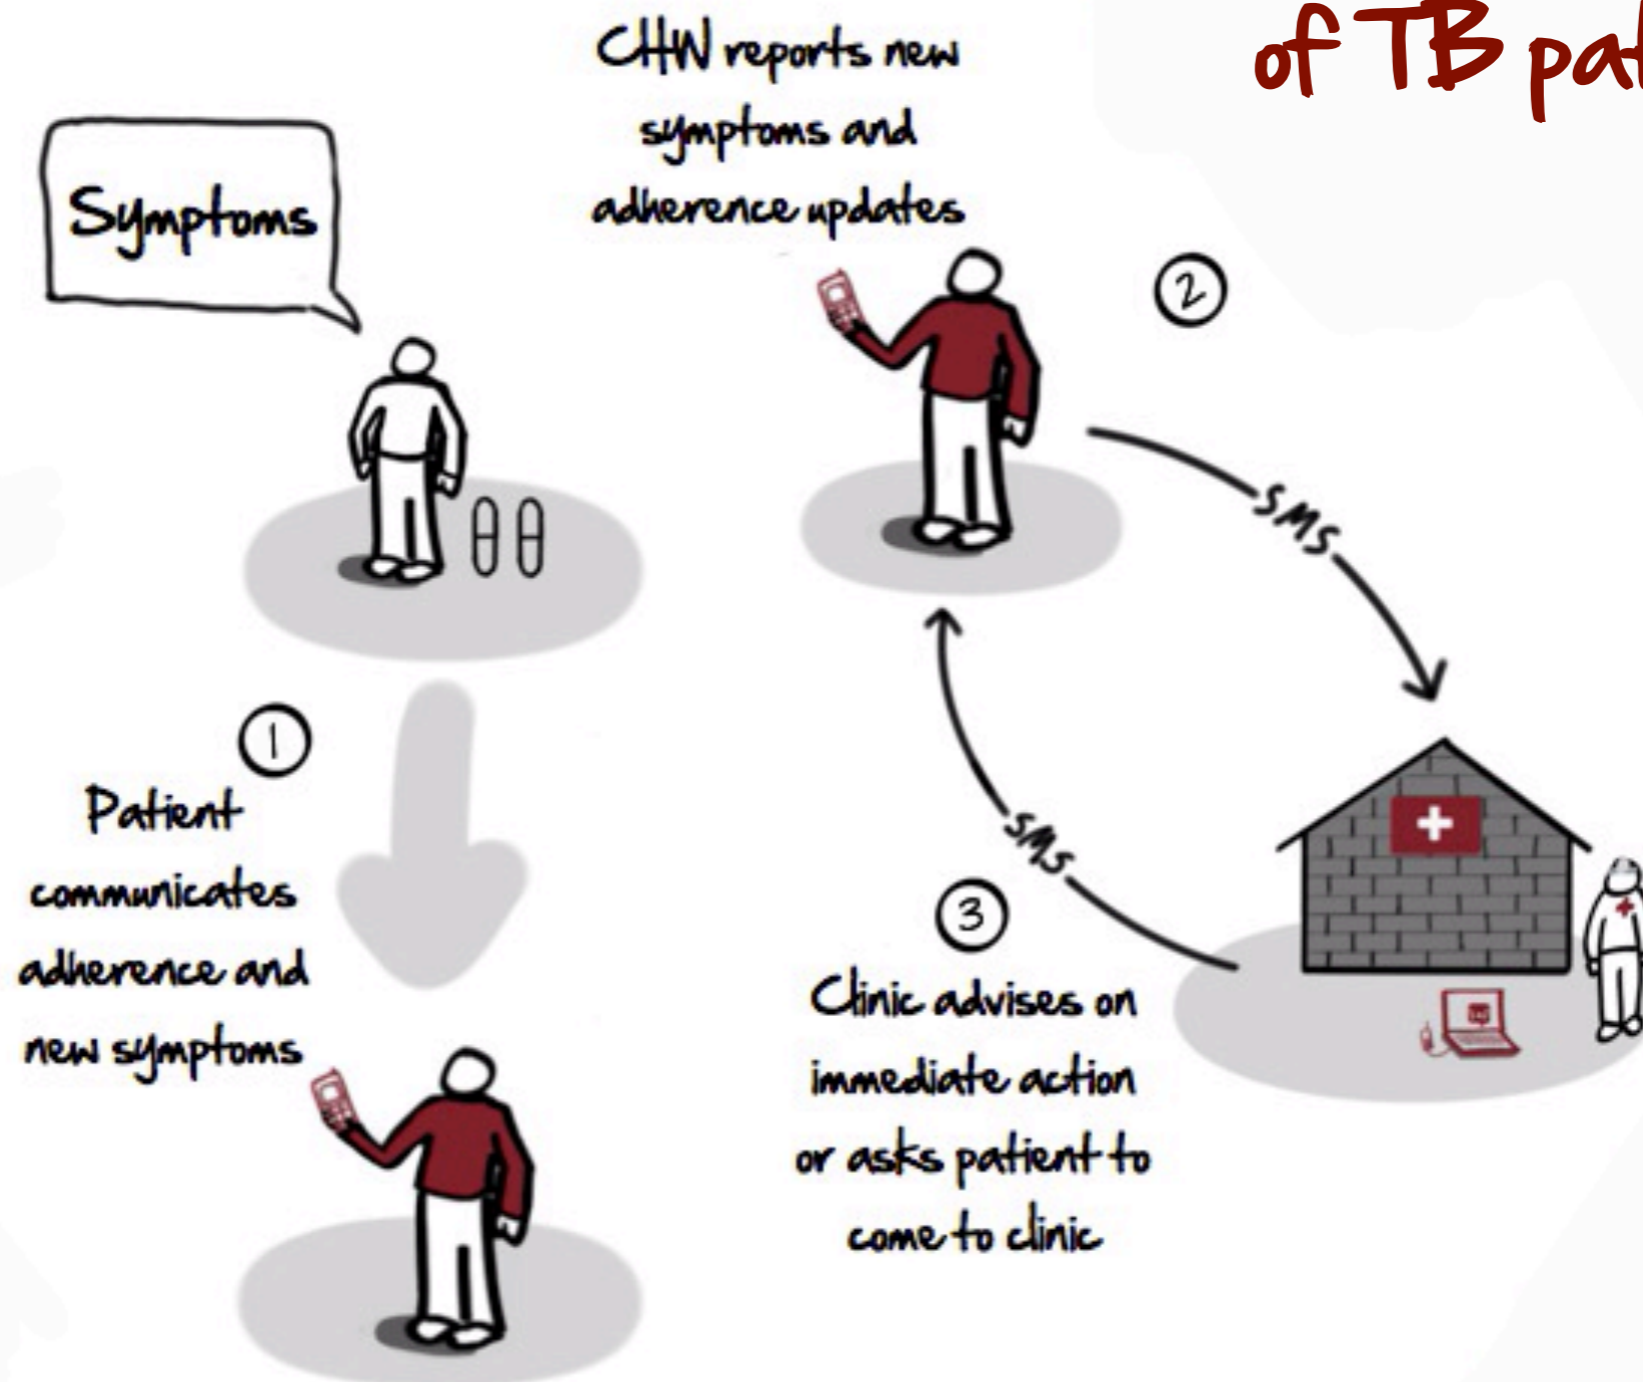 of TB
Symptoms
1
Patient
communicates
adherence and
new symptoms
CHW reports new
symptoms and
adherence updates
2
SMS
SMS
3
Clinic advises on
immediate action
or asks patient to
come to clinic